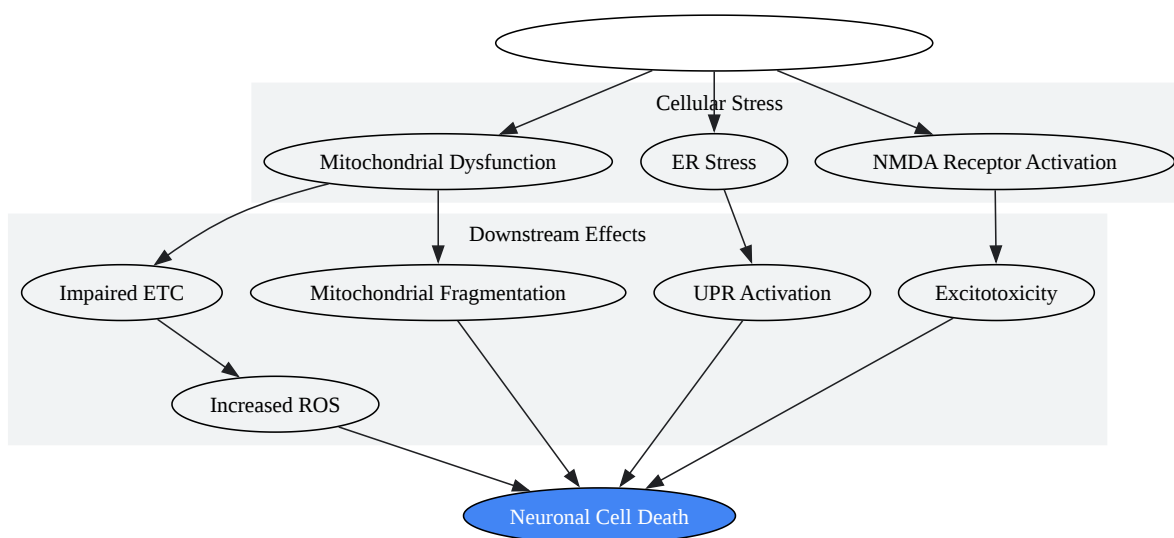 Cellular Stress
Mitochondrial Dysfunction
ER Stress
NMDA Receptor Activation
Downstream Effects
Impaired ETC
Mitochondrial Fragmentation
UPR Activation
Excitotoxicity
Increased ROS
Neuronal Cell Death